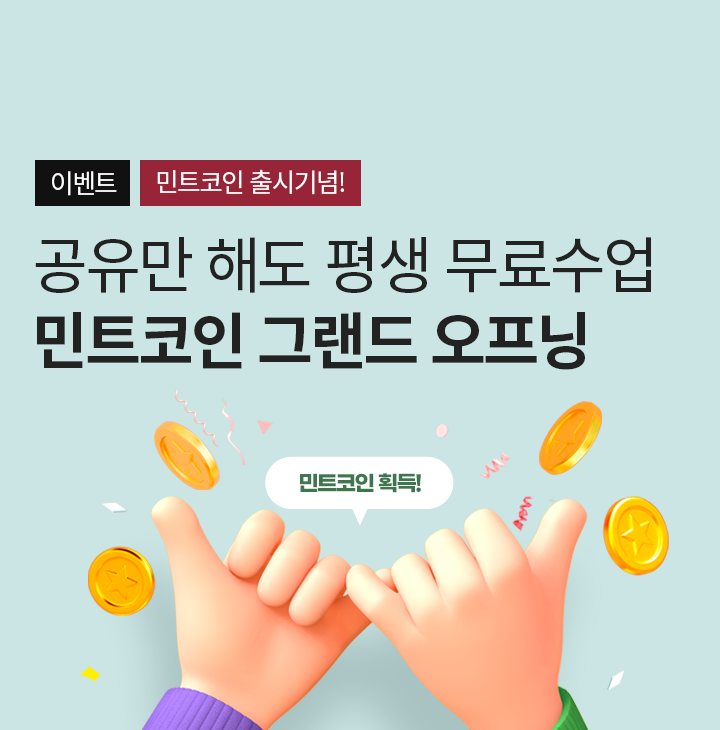 이벤트 민트코인 출시기념!
공유만 해도 평생 무료수업
민트코인 그랜드 오프닝
민트코인 획득!